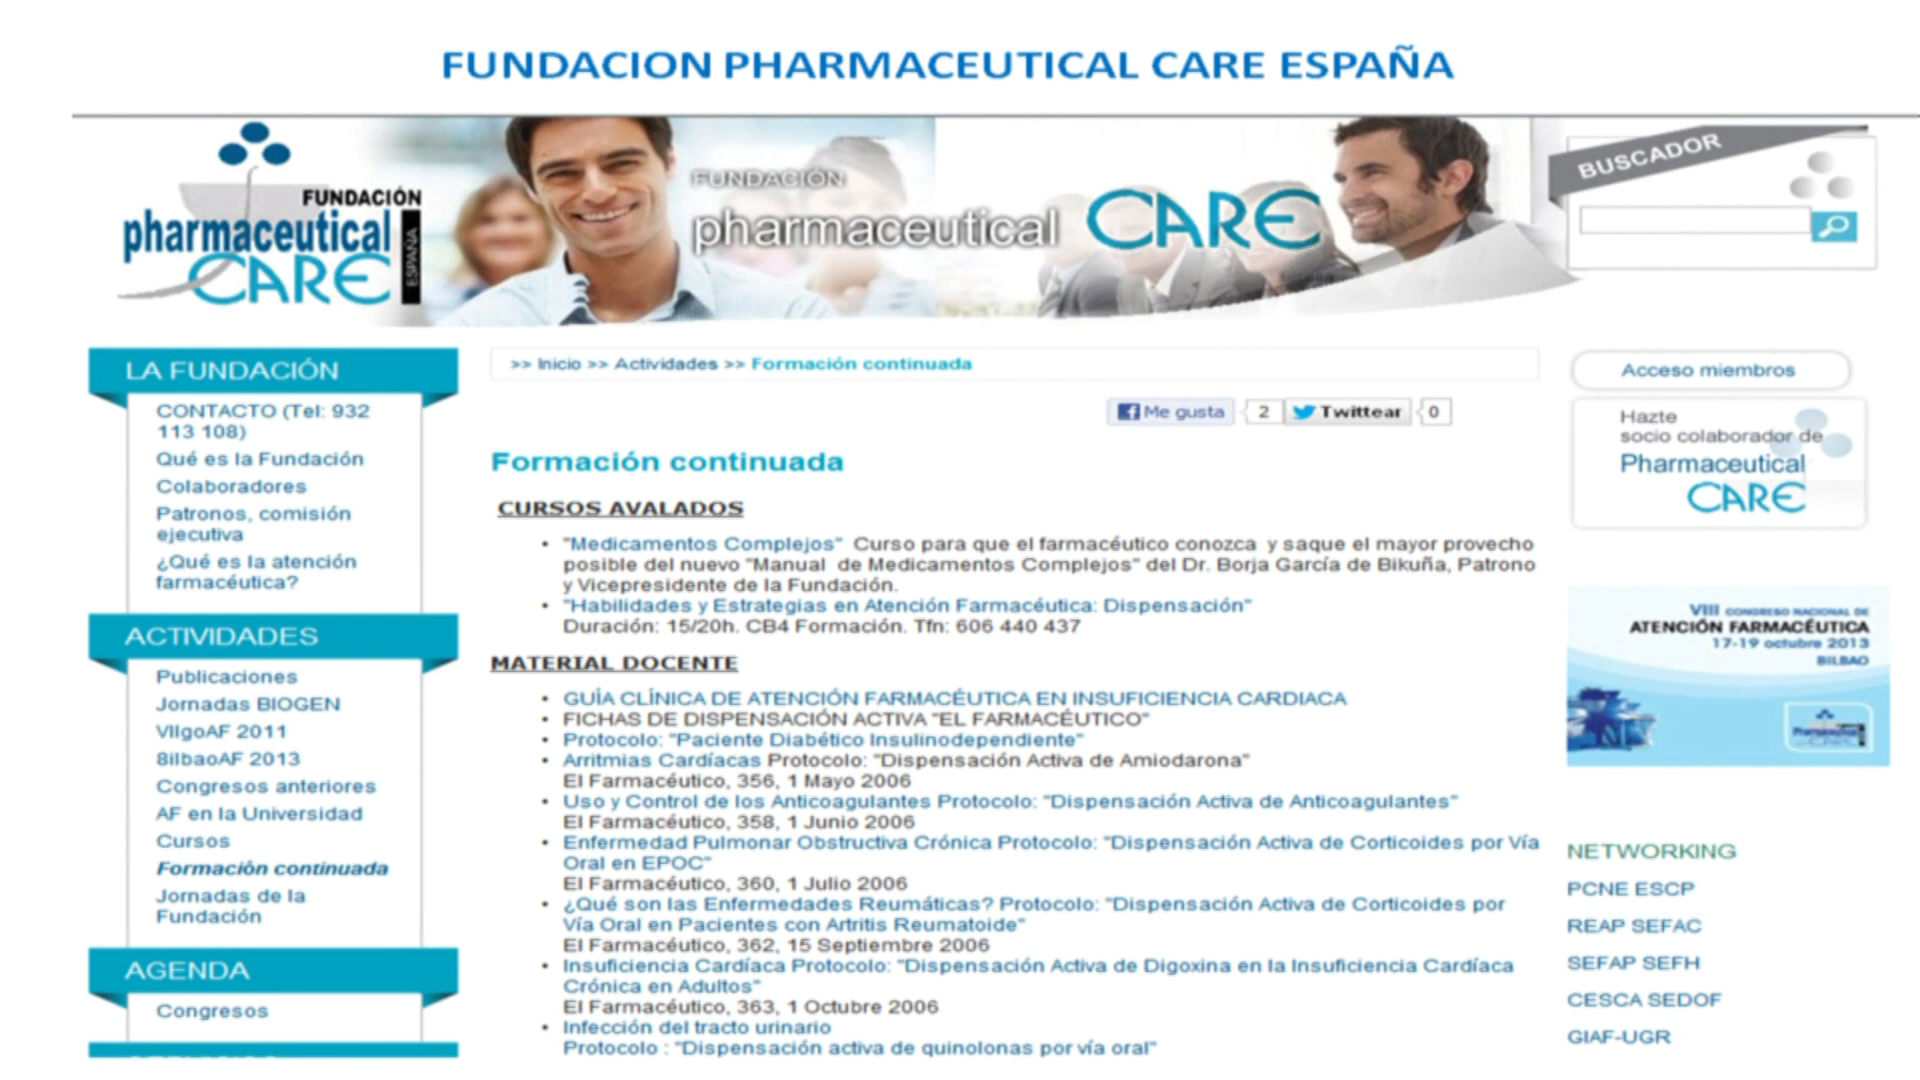 FUNDACION PHARMACEUTICAL CARE ESPAÑA
FUNDACIÓN
pharmaceutical
CARE
ESPAÑA
FUNDACIÓN
pharmaceutical CARE
BUSCADOR
LA FUNDACIÓN
CONTACTO (Tel: 932
113 108)
Qué es la Fundación
Colaboradores
Patronos, comisión
ejecutiva
¿Qué es la atención
farmacéutica?
ACTIVIDADES
Publicaciones
Jornadas BIOGEN
VIIgoAF 2011
8ilbaoAF 2013
Congresos anteriores
AF en la Universidad
Cursos
Formación continuada
Jornadas de la
Fundación
AGENDA
Congresos
>> Inicio >> Actividades >> Formación continuada
Me gusta 2 Twittear 0
Formación continuada
CURSOS AVALADOS
• "Medicamentos Complejos" Curso para que el farmacéutico conozca y saque el mayor provecho
posible del nuevo "Manual de Medicamentos Complejos" del Dr. Borja García de Bikuña, Patrono
y Vicepresidente de la Fundación.
• "Habilidades y Estrategias en Atención Farmacéutica: Dispensación"
Duración: 15/20h. CB4 Formación. Tfn: 606 440 437
MATERIAL DOCENTE
• GUÍA CLÍNICA DE ATENCIÓN FARMACÉUTICA EN INSUFICIENCIA CARDIACA
• FICHAS DE DISPENSACIÓN ACTIVA "EL FARMACÉUTICO"
• Protocolo: "Paciente Diabético Insulinodependiente"
• Arritmias Cardíacas Protocolo: "Dispensación Activa de Amiodarona"
El Farmacéutico, 356, 1 Mayo 2006
• Uso y Control de los Anticoagulantes Protocolo: "Dispensación Activa de Anticoagulantes"
El Farmacéutico, 358, 1 Junio 2006
• Enfermedad Pulmonar Obstructiva Crónica Protocolo: "Dispensación Activa de Corticoides por Vía
Oral en EPOC"
El Farmacéutico, 360, 1 Julio 2006
• ¿Qué son las Enfermedades Reumáticas? Protocolo: "Dispensación Activa de Corticoides por
Vía Oral en Pacientes con Artritis Reumatoide"
El Farmacéutico, 362, 15 Septiembre 2006
• Insuficiencia Cardíaca Protocolo: "Dispensación Activa de Digoxina en la Insuficiencia Cardíaca
Crónica en Adultos"
El Farmacéutico, 363, 1 Octubre 2006
• Infección del tracto urinario
Protocolo : "Dispensación activa de quinolonas por vía oral"
Acceso miembros
Hazte
socio colaborador de
Pharmaceutical
CARE
VIII CONGRESO NACIONAL DE
ATENCIÓN FARMACÉUTICA
17-19 octubre 2013
BILBAO
NETWORKING
PCNE ESCP
REAP SEFAC
SEFAP SEFH
CESCA SEDOF
GIAF-UGR